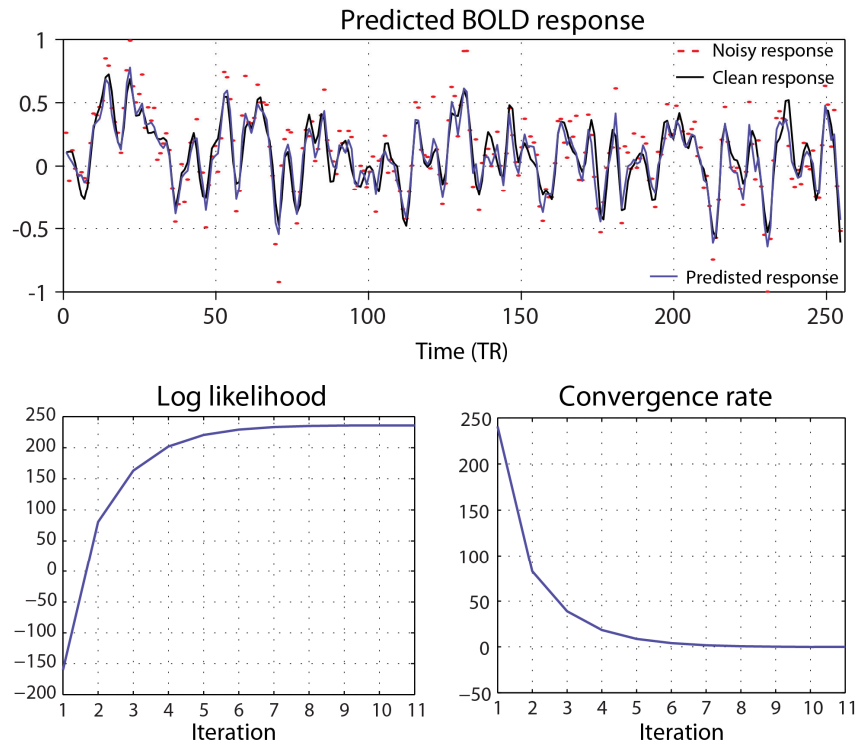 Predicted BOLD response
1
0.5
0
-0.5
-1
Noisy response
Clean response
Predisted response
0 50 100 150 200 250
Time (TR)
Log likelihood
250
200
150
100
50
0
−50
−100
−150
−200
1 2 3 4 5 6 7 8 9 10 11
Iteration
Convergence rate
250
200
150
100
50
0
−50
1 2 3 4 5 6 7 8 9 10 11
Iteration